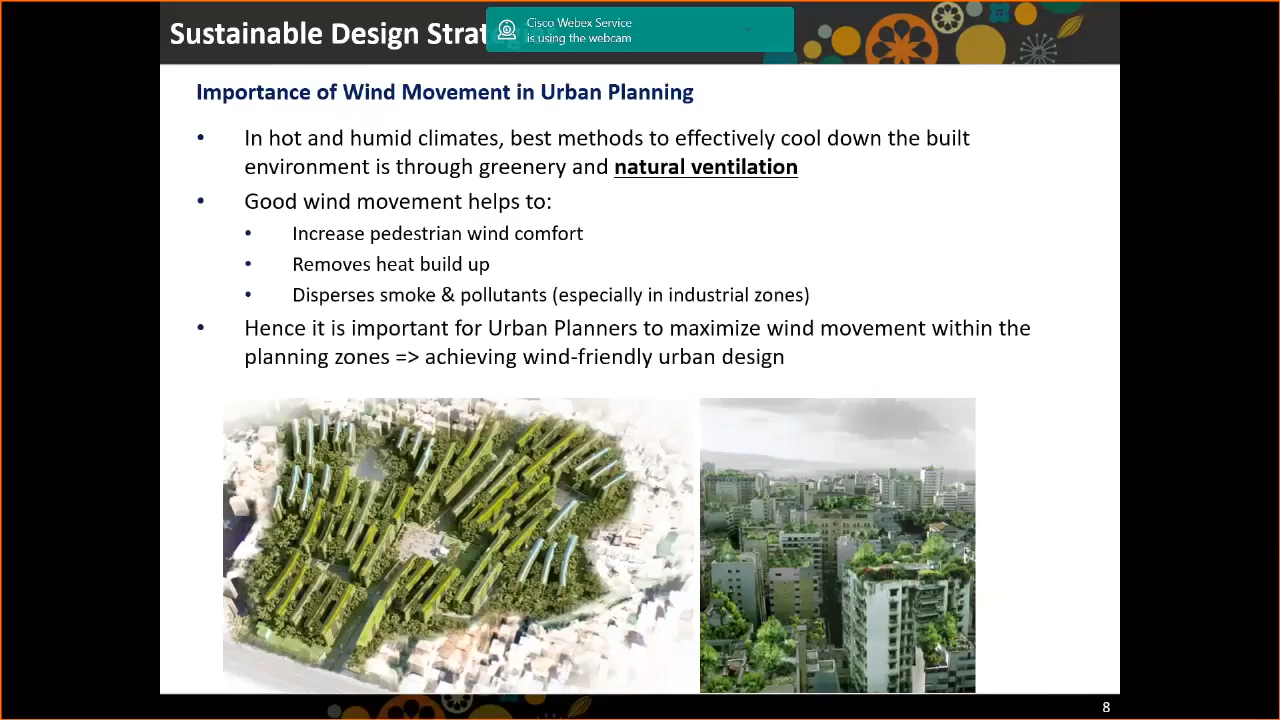 Sustainable Design Strat
Cisco Webex Service
is using the webcam
Importance of Wind Movement in Urban Planning
• In hot and humid climates, best methods to effectively cool down the built
environment is through greenery and natural ventilation
• Good wind movement helps to:
• Increase pedestrian wind comfort
• Removes heat build up
• Disperses smoke & pollutants (especially in industrial zones)
• Hence it is important for Urban Planners to maximize wind movement within the
planning zones => achieving wind-friendly urban design
8